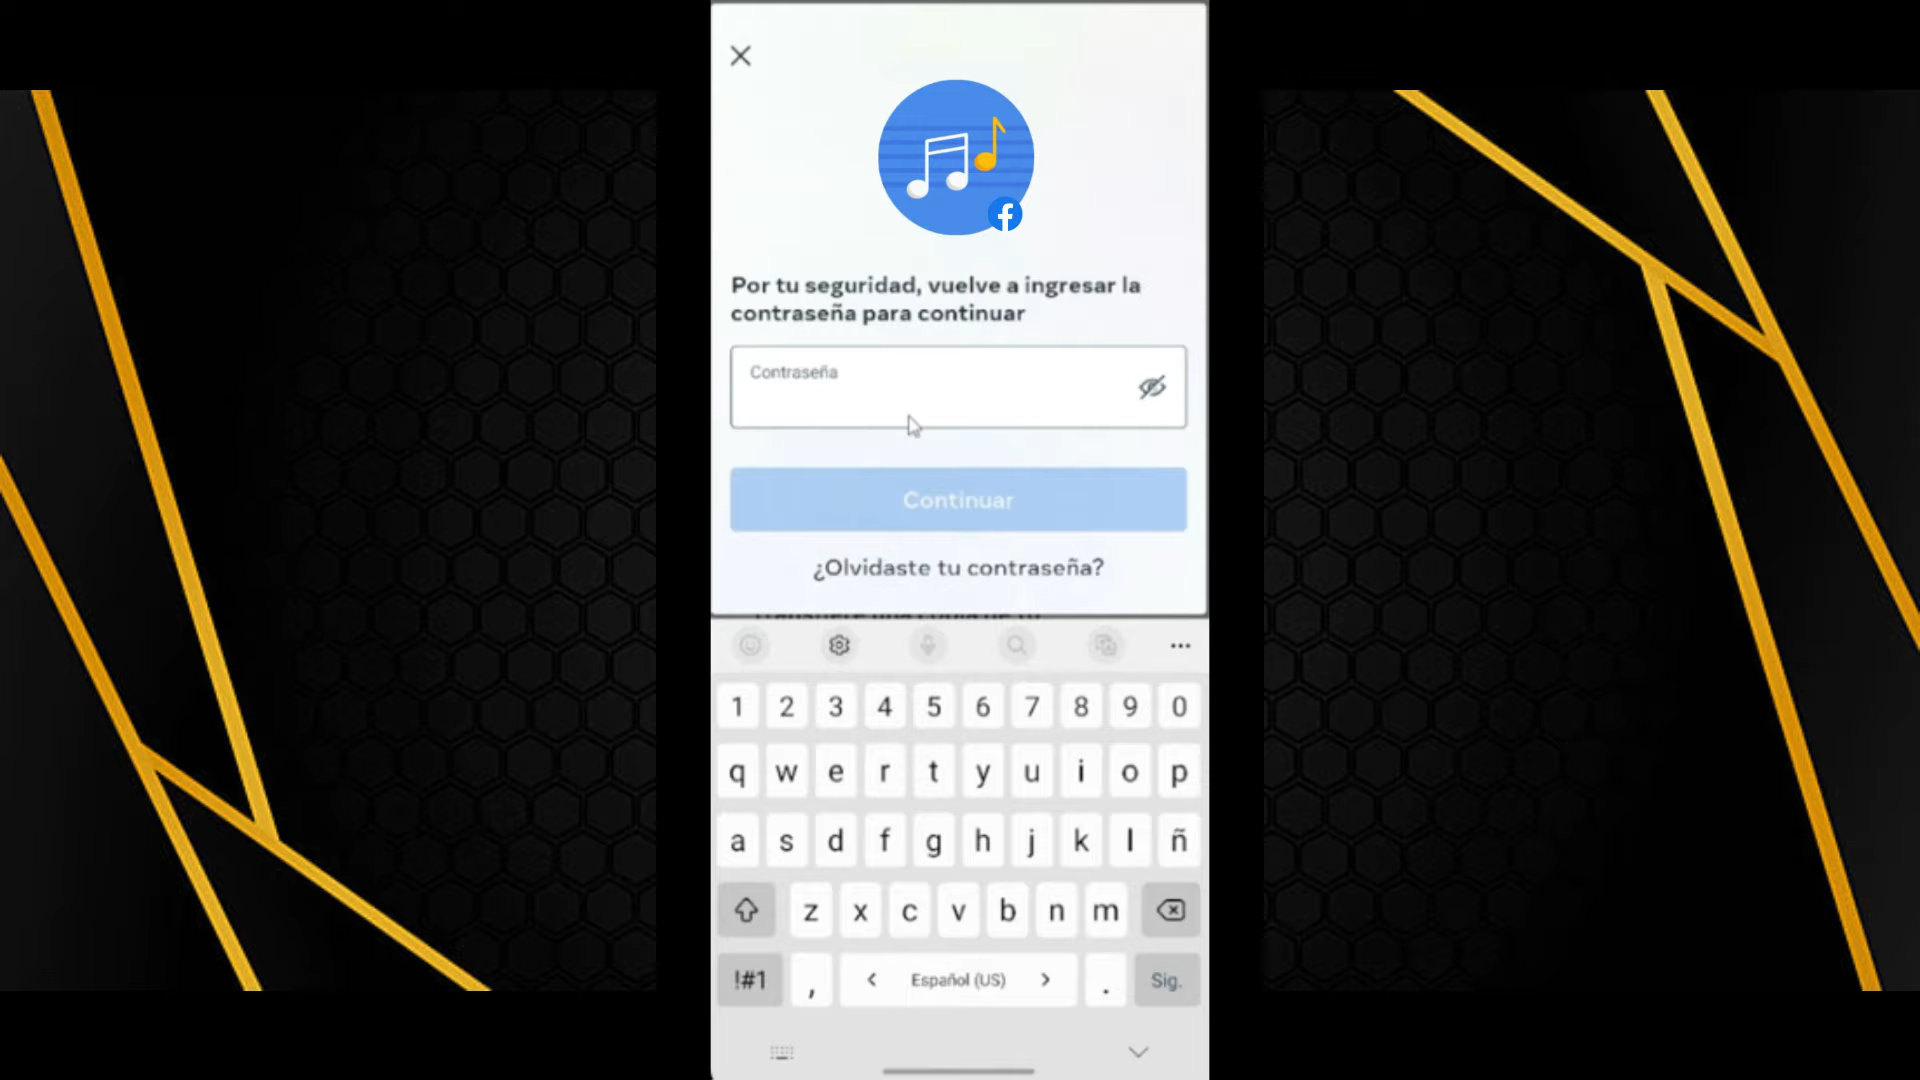 Por tu seguridad, vuelve a ingresar la
contraseña para continuar
Contraseña
Continuar
¿Olvidaste tu contraseña?
1 2 3 4 5 6 7 8 9 0
q w e r t y u i o p
a s d f g h j k l ñ
z x c v b n m
!#1 , < Español (US) > . Sig.